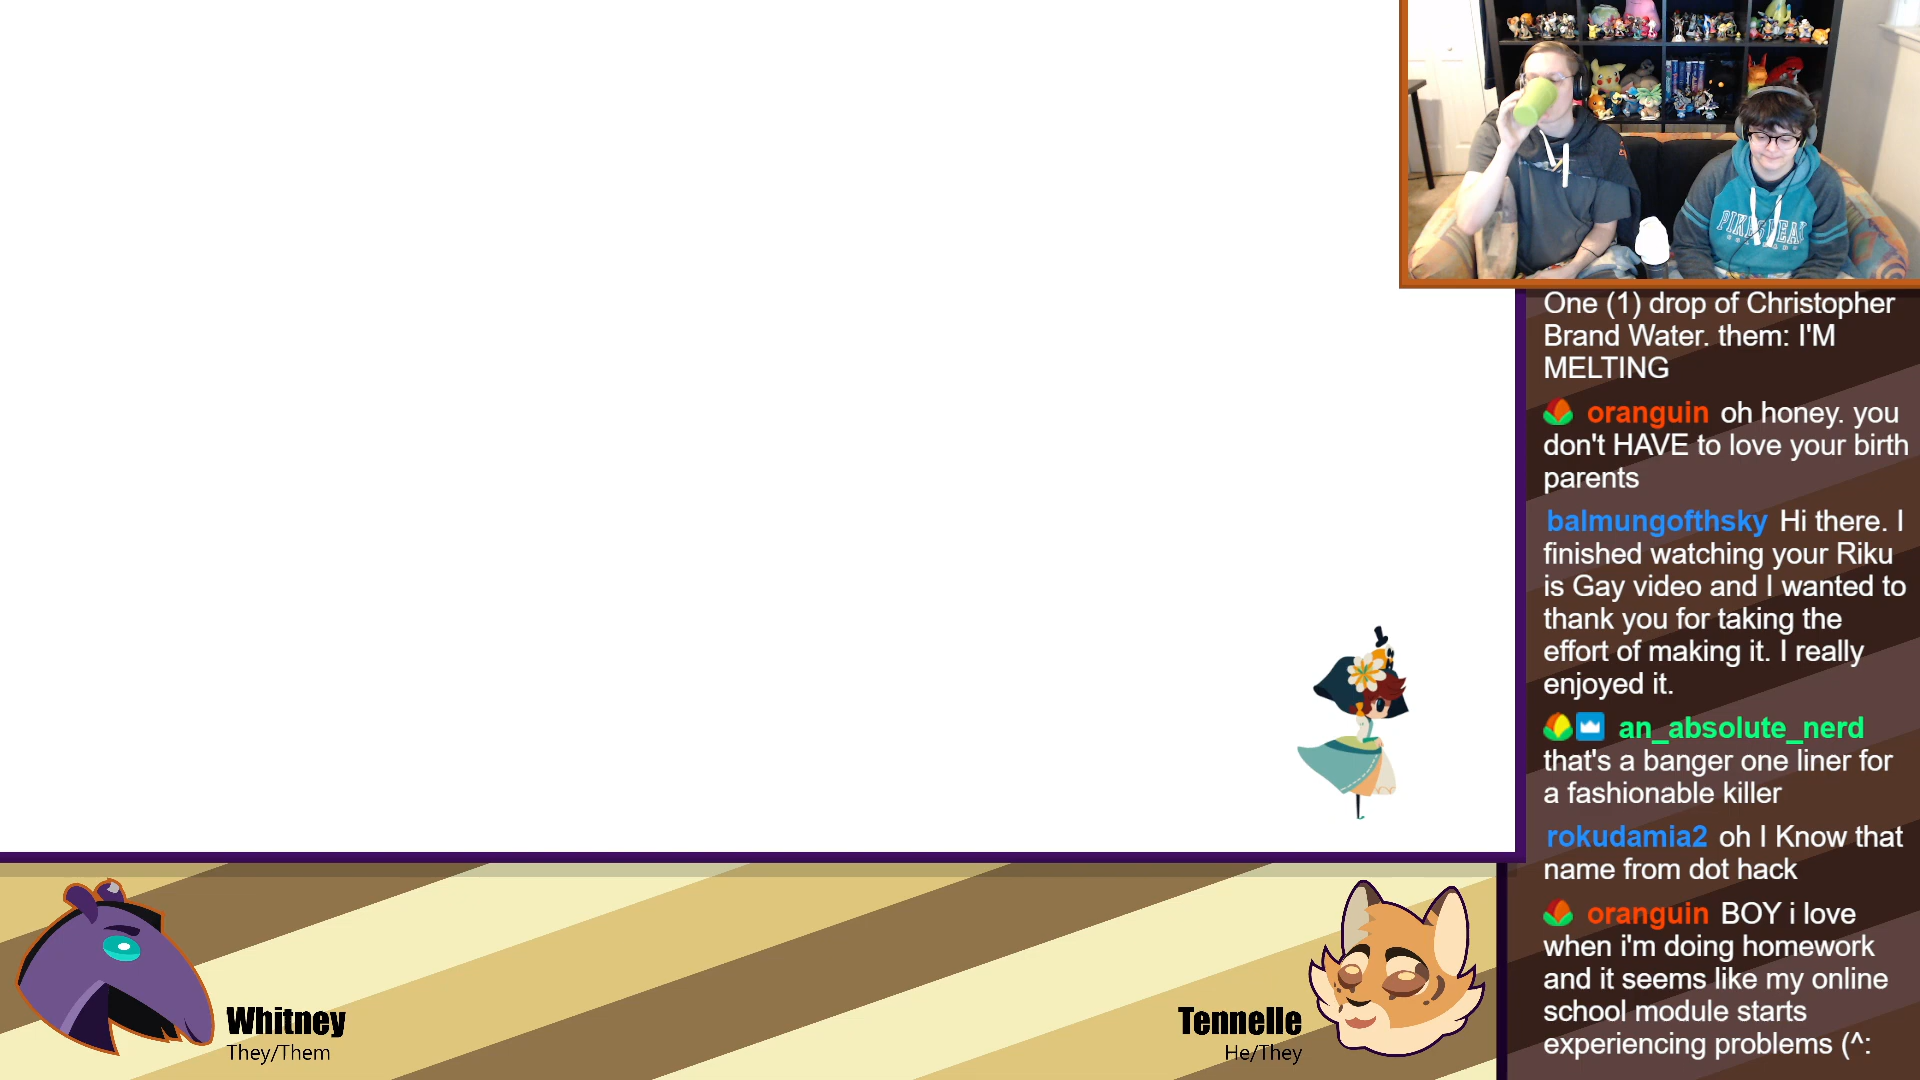 PIKES PEAK
One (1) drop of Christopher
Brand Water. them: I'M
MELTING
oranguin oh honey. you
don't HAVE to love your birth
parents
balmungofthsky Hi there. I
finished watching your Riku
is Gay video and I wanted to
thank you for taking the
effort of making it. I really
enjoyed it.
an_absolute_nerd
that's a banger one liner for
a fashionable killer
rokudamia2 oh I Know that
name from dot hack
oranguin BOY i love
when i'm doing homework
and it seems like my online
school module starts
experiencing problems (^:
Whitney
They/Them
Tennelle
He/They